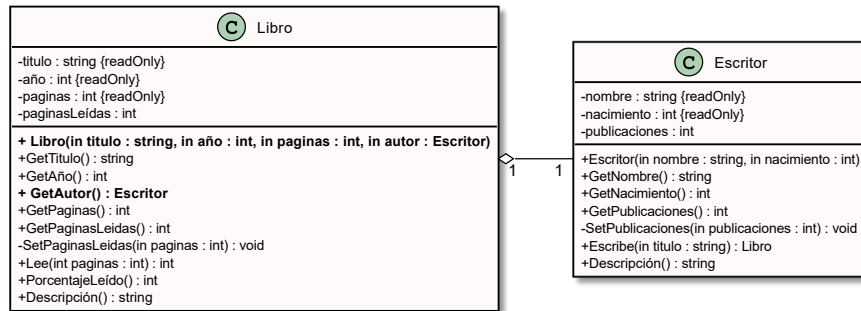 C Libro
-titulo : string {readOnly}
-año : int {readOnly}
-paginas : int {readOnly}
-paginasLeídas : int
+ Libro(in titulo : string, in año : int, in paginas : int, in autor : Escritor)
+GetTitulo() : string
+GetAño() : int
+ GetAutor() : Escritor
+GetPaginas() : int
+GetPaginasLeidas() : int
-SetPaginasLeidas(in paginas : int) : void
+Lee(int paginas : int) : int
+PorcentajeLeído() : int
+Descripción() : string
1 1
C Escritor
-nombre : string {readOnly}
-nacimiento : int {readOnly}
-publicaciones : int
+Escritor(in nombre : string, in nacimiento : int)
+GetNombre() : string
+GetNacimiento() : int
+GetPublicaciones() : int
-SetPublicaciones(in publicaciones : int) : void
+Escribe(in titulo : string) : Libro
+Descripción() : string